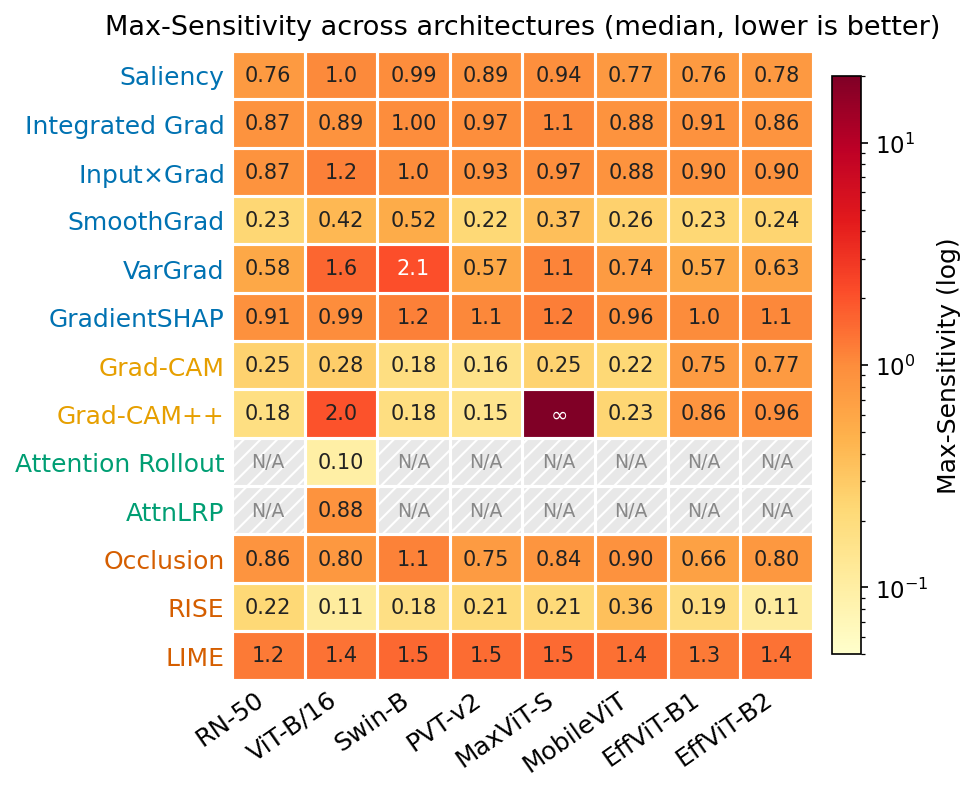 Max-Sensitivity across architectures (median, lower is better)
Saliency 0.76 1.0 0.99 0.89 0.94 0.77 0.76 0.78
Integrated Grad 0.87 0.89 1.00 0.97 1.1 0.88 0.91 0.86
Input×Grad 0.87 1.2 1.0 0.93 0.97 0.88 0.90 0.90
SmoothGrad 0.23 0.42 0.52 0.22 0.37 0.26 0.23 0.24
VarGrad 0.58 1.6 2.1 0.57 1.1 0.74 0.57 0.63
GradientSHAP 0.91 0.99 1.2 1.1 1.2 0.96 1.0 1.1
Grad-CAM 0.25 0.28 0.18 0.16 0.25 0.22 0.75 0.77
Grad-CAM++ 0.18 2.0 0.18 0.15 ∞ 0.23 0.86 0.96
Attention Rollout N/A 0.10 N/A N/A N/A N/A N/A N/A
AttnLRP N/A 0.88 N/A N/A N/A N/A N/A N/A
Occlusion 0.86 0.80 1.1 0.75 0.84 0.90 0.66 0.80
RISE 0.22 0.11 0.18 0.21 0.21 0.36 0.19 0.11
LIME 1.2 1.4 1.5 1.5 1.5 1.4 1.3 1.4
RN-50 ViT-B/16 Swin-B PVT-v2 MaxViT-S MobileViT EffViT-B1 EffViT-B2
10¹
10⁰
10⁻¹
Max-Sensitivity (log)